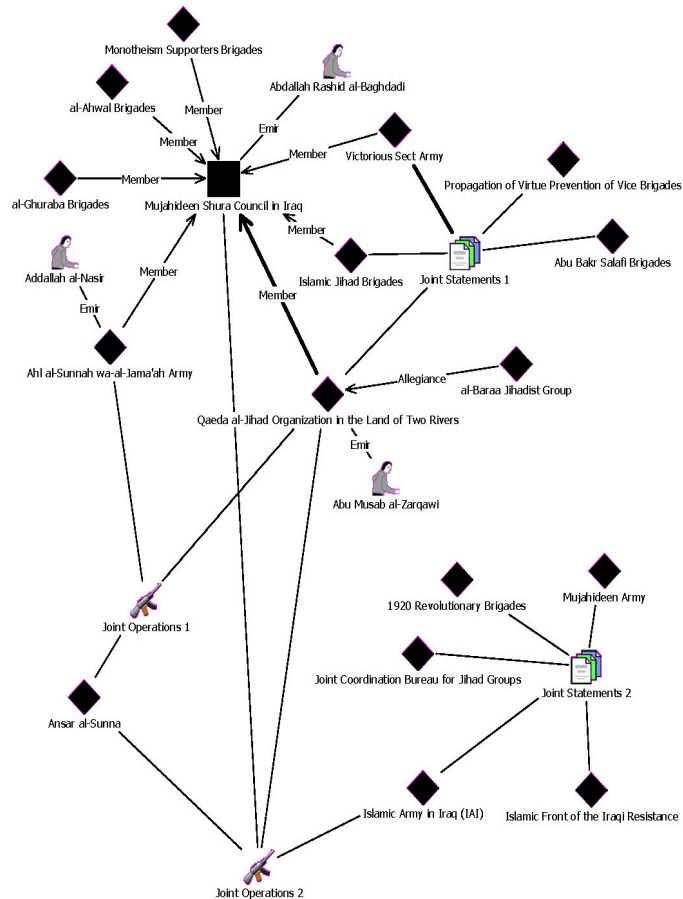 Monotheism Supporters Brigades
Abdallah Rashid al-Baghdadi
al-Ahwal Brigades
Member
Emir
Member
Member
Victorious Sect Army
Member
Propagation of Virtue Prevention of Vice Brigades
al-Ghuraba Brigades
Mujahideen Shura Council in Iraq
Member
Abu Bakr Salafi Brigades
Addallah al-Nasir
Member
Islamic Jihad Brigades
Joint Statements 1
Emir
Member
Ahl al-Sunnah wa-al-Jama'ah Army
Allegiance
al-Baraa Jihadist Group
Qaeda al-Jihad Organization in the Land of Two Rivers
Emir
Abu Musab al-Zarqawi
1920 Revolutionary Brigades
Mujahideen Army
Joint Operations 1
Joint Coordination Bureau for Jihad Groups
Joint Statements 2
Ansar al-Sunna
Islamic Army in Iraq (IAI)
Islamic Front of the Iraqi Resistance
Joint Operations 2